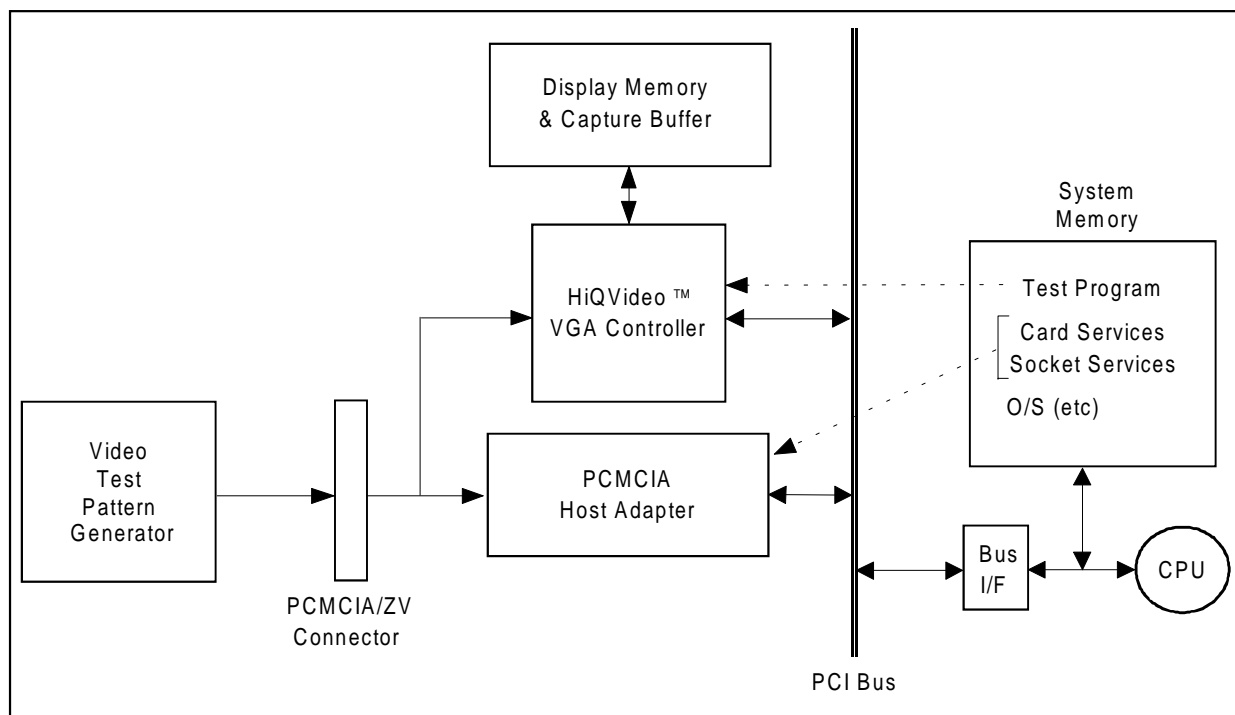 Display Memory
& Capture Buffer
System
Memory
HiQVideo ™
VGA Controller
Test Program
Card Services
Socket Services
O/S (etc)
Video
Test
Pattern
Generator
PCMCIA
Host Adapter
Bus
I/F
CPU
PCMCIA/ZV
Connector
PCI Bus